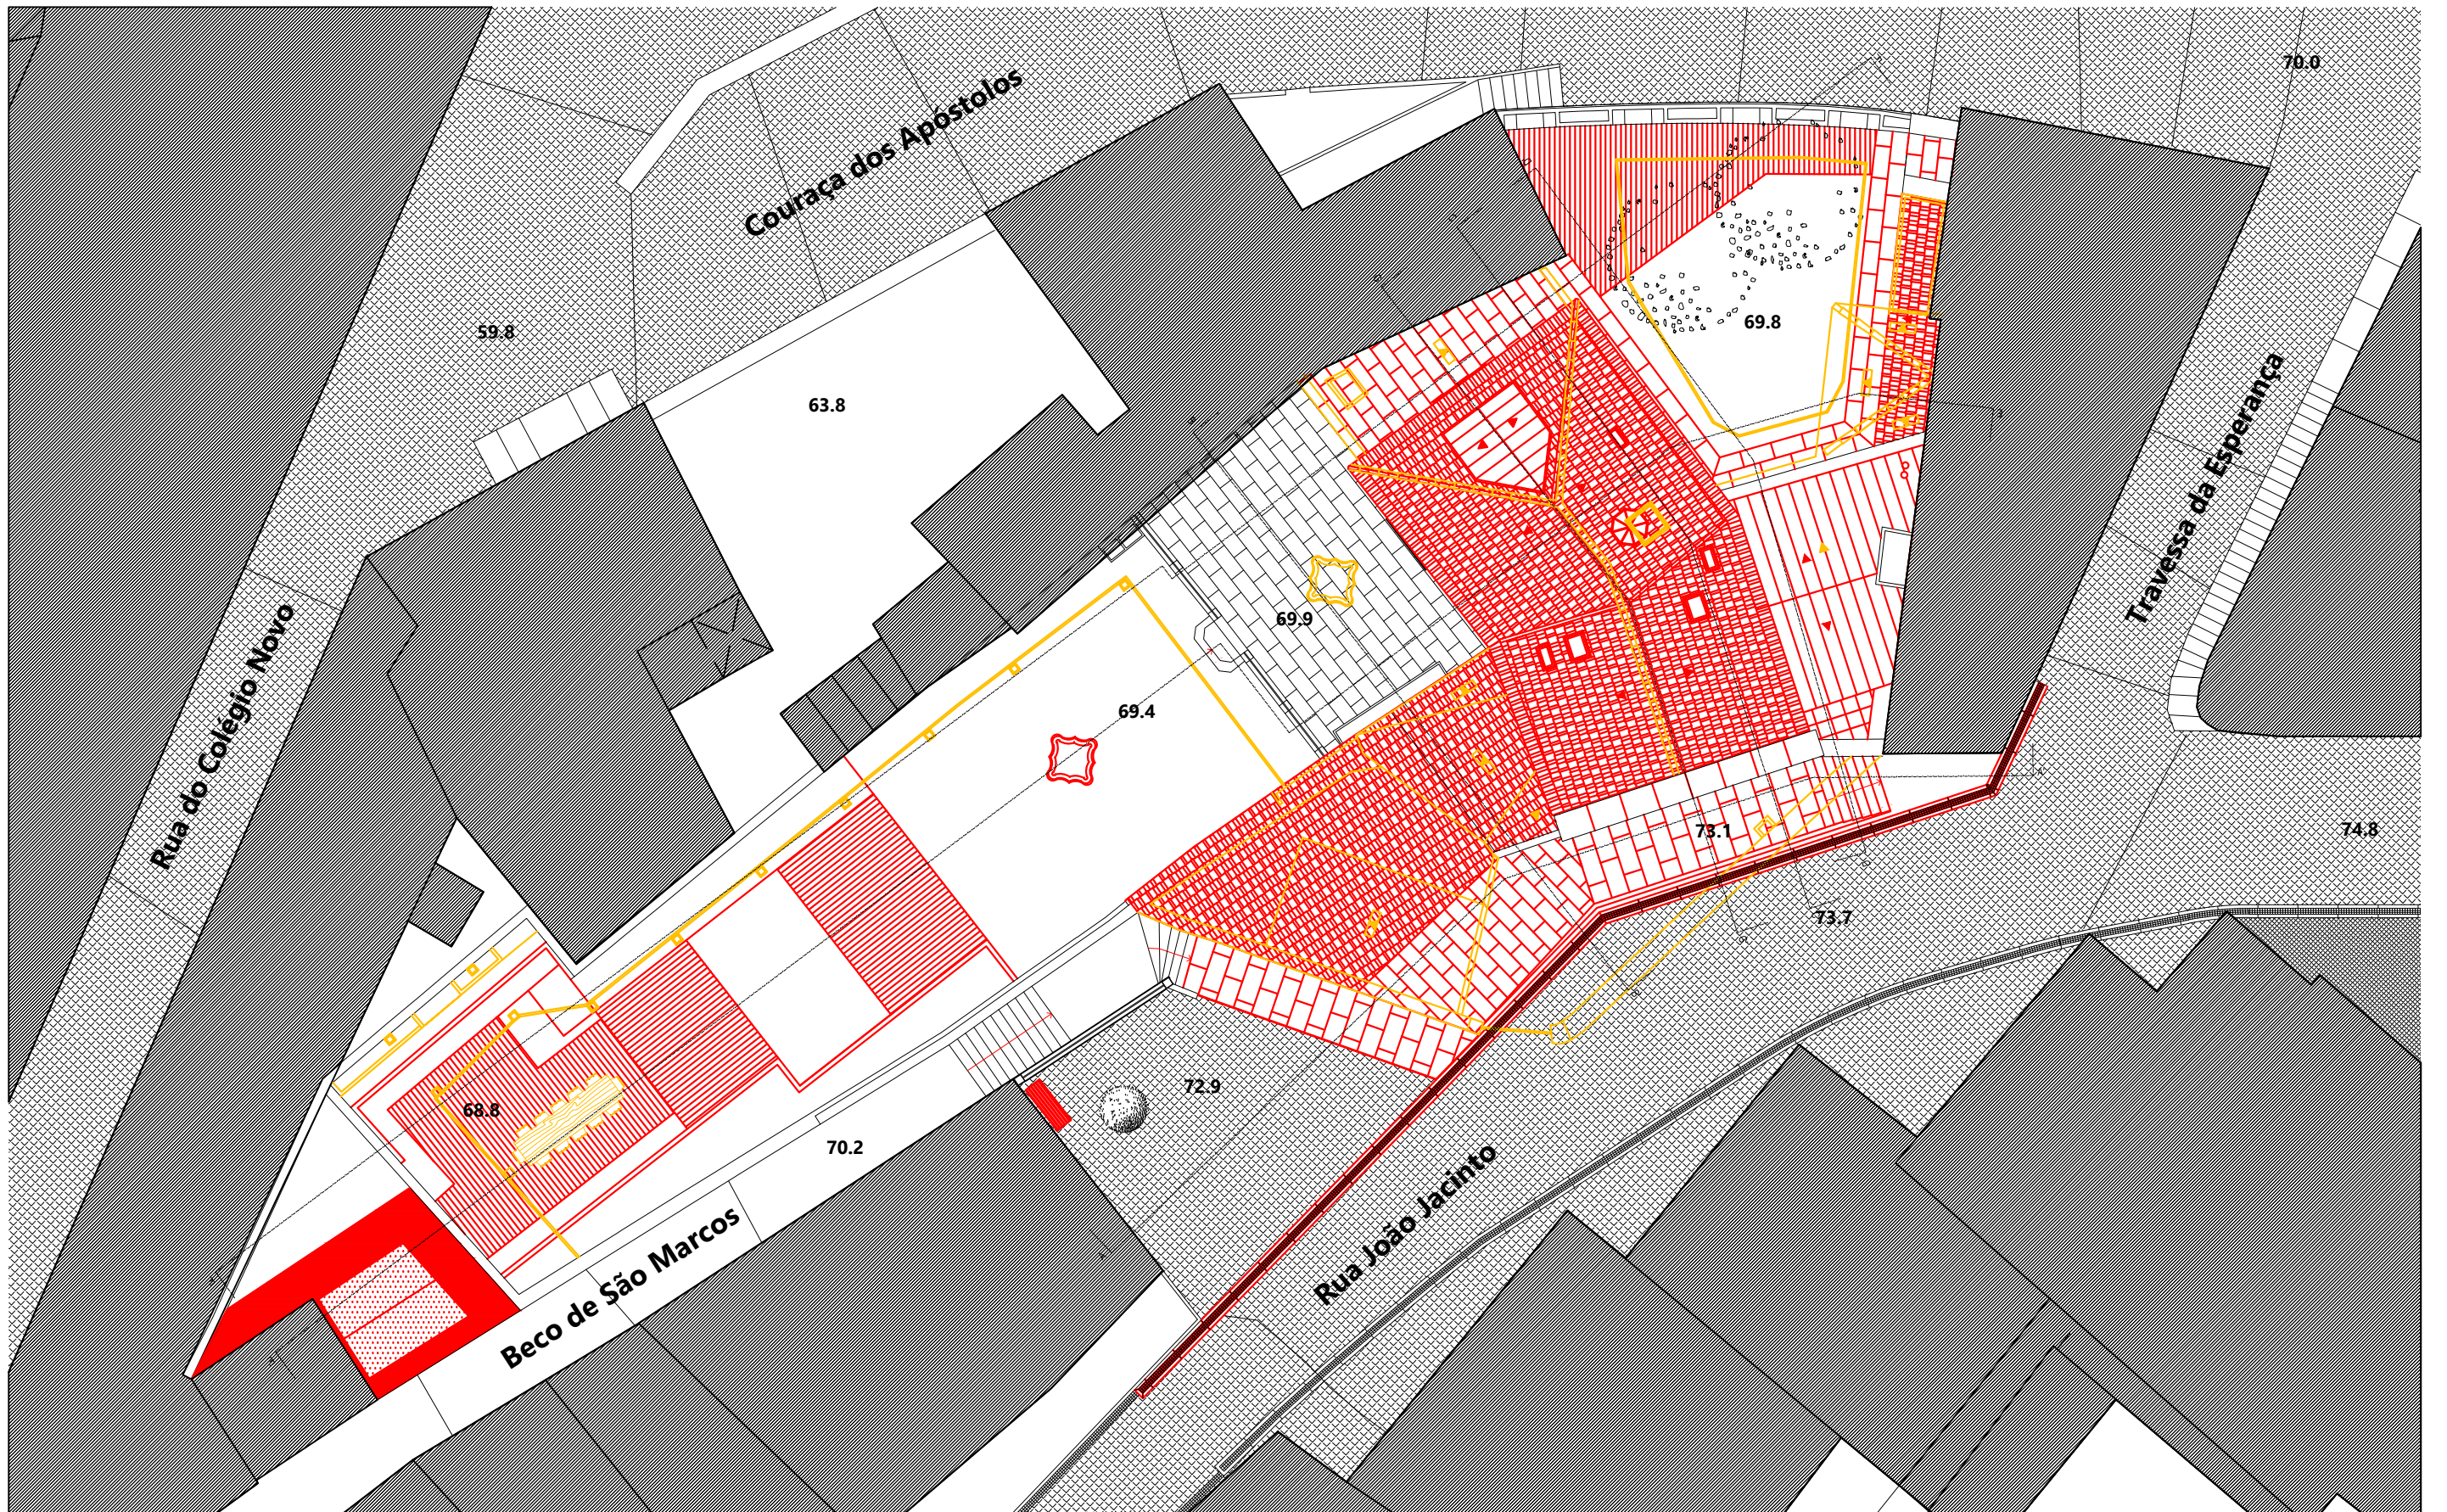 70.0
Couraça dos Apóstolos
59.8
69.8
63.8
Travessa da Esperança
69.9
Rua do Colégio Novo
69.4
73.1
74.8
73.7
72.9
68.8
70.2
Rua João Jacinto
Beco de São Marcos